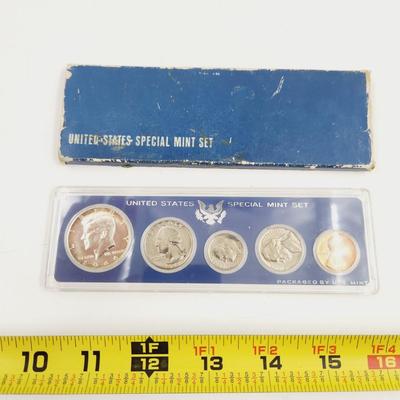 UNITED STATES SPECIAL MINT SET
UNITED STATES SPECIAL MINT SET
PACKAGED BY U.S. MINT
1F 1F1 1F2 1F3 1F4
10 11 12 13 14 15 16